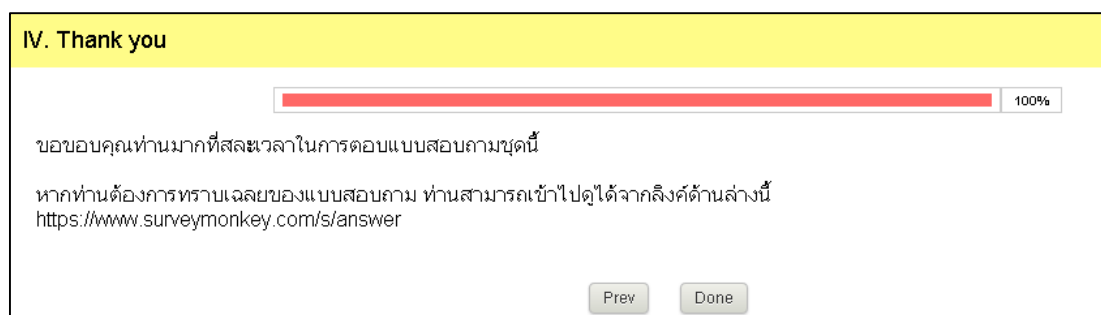 IV. Thank you
100%
ขอขอบคุณท่านมากที่สละเวลาในการตอบแบบสอบถามชุดนี้
หากท่านต้องการทราบเฉลยของแบบสอบถาม ท่านสามารถเข้าไปดูได้จากลิงค์ด้านล่างนี้
https://www.surveymonkey.com/s/answer
Prev Done